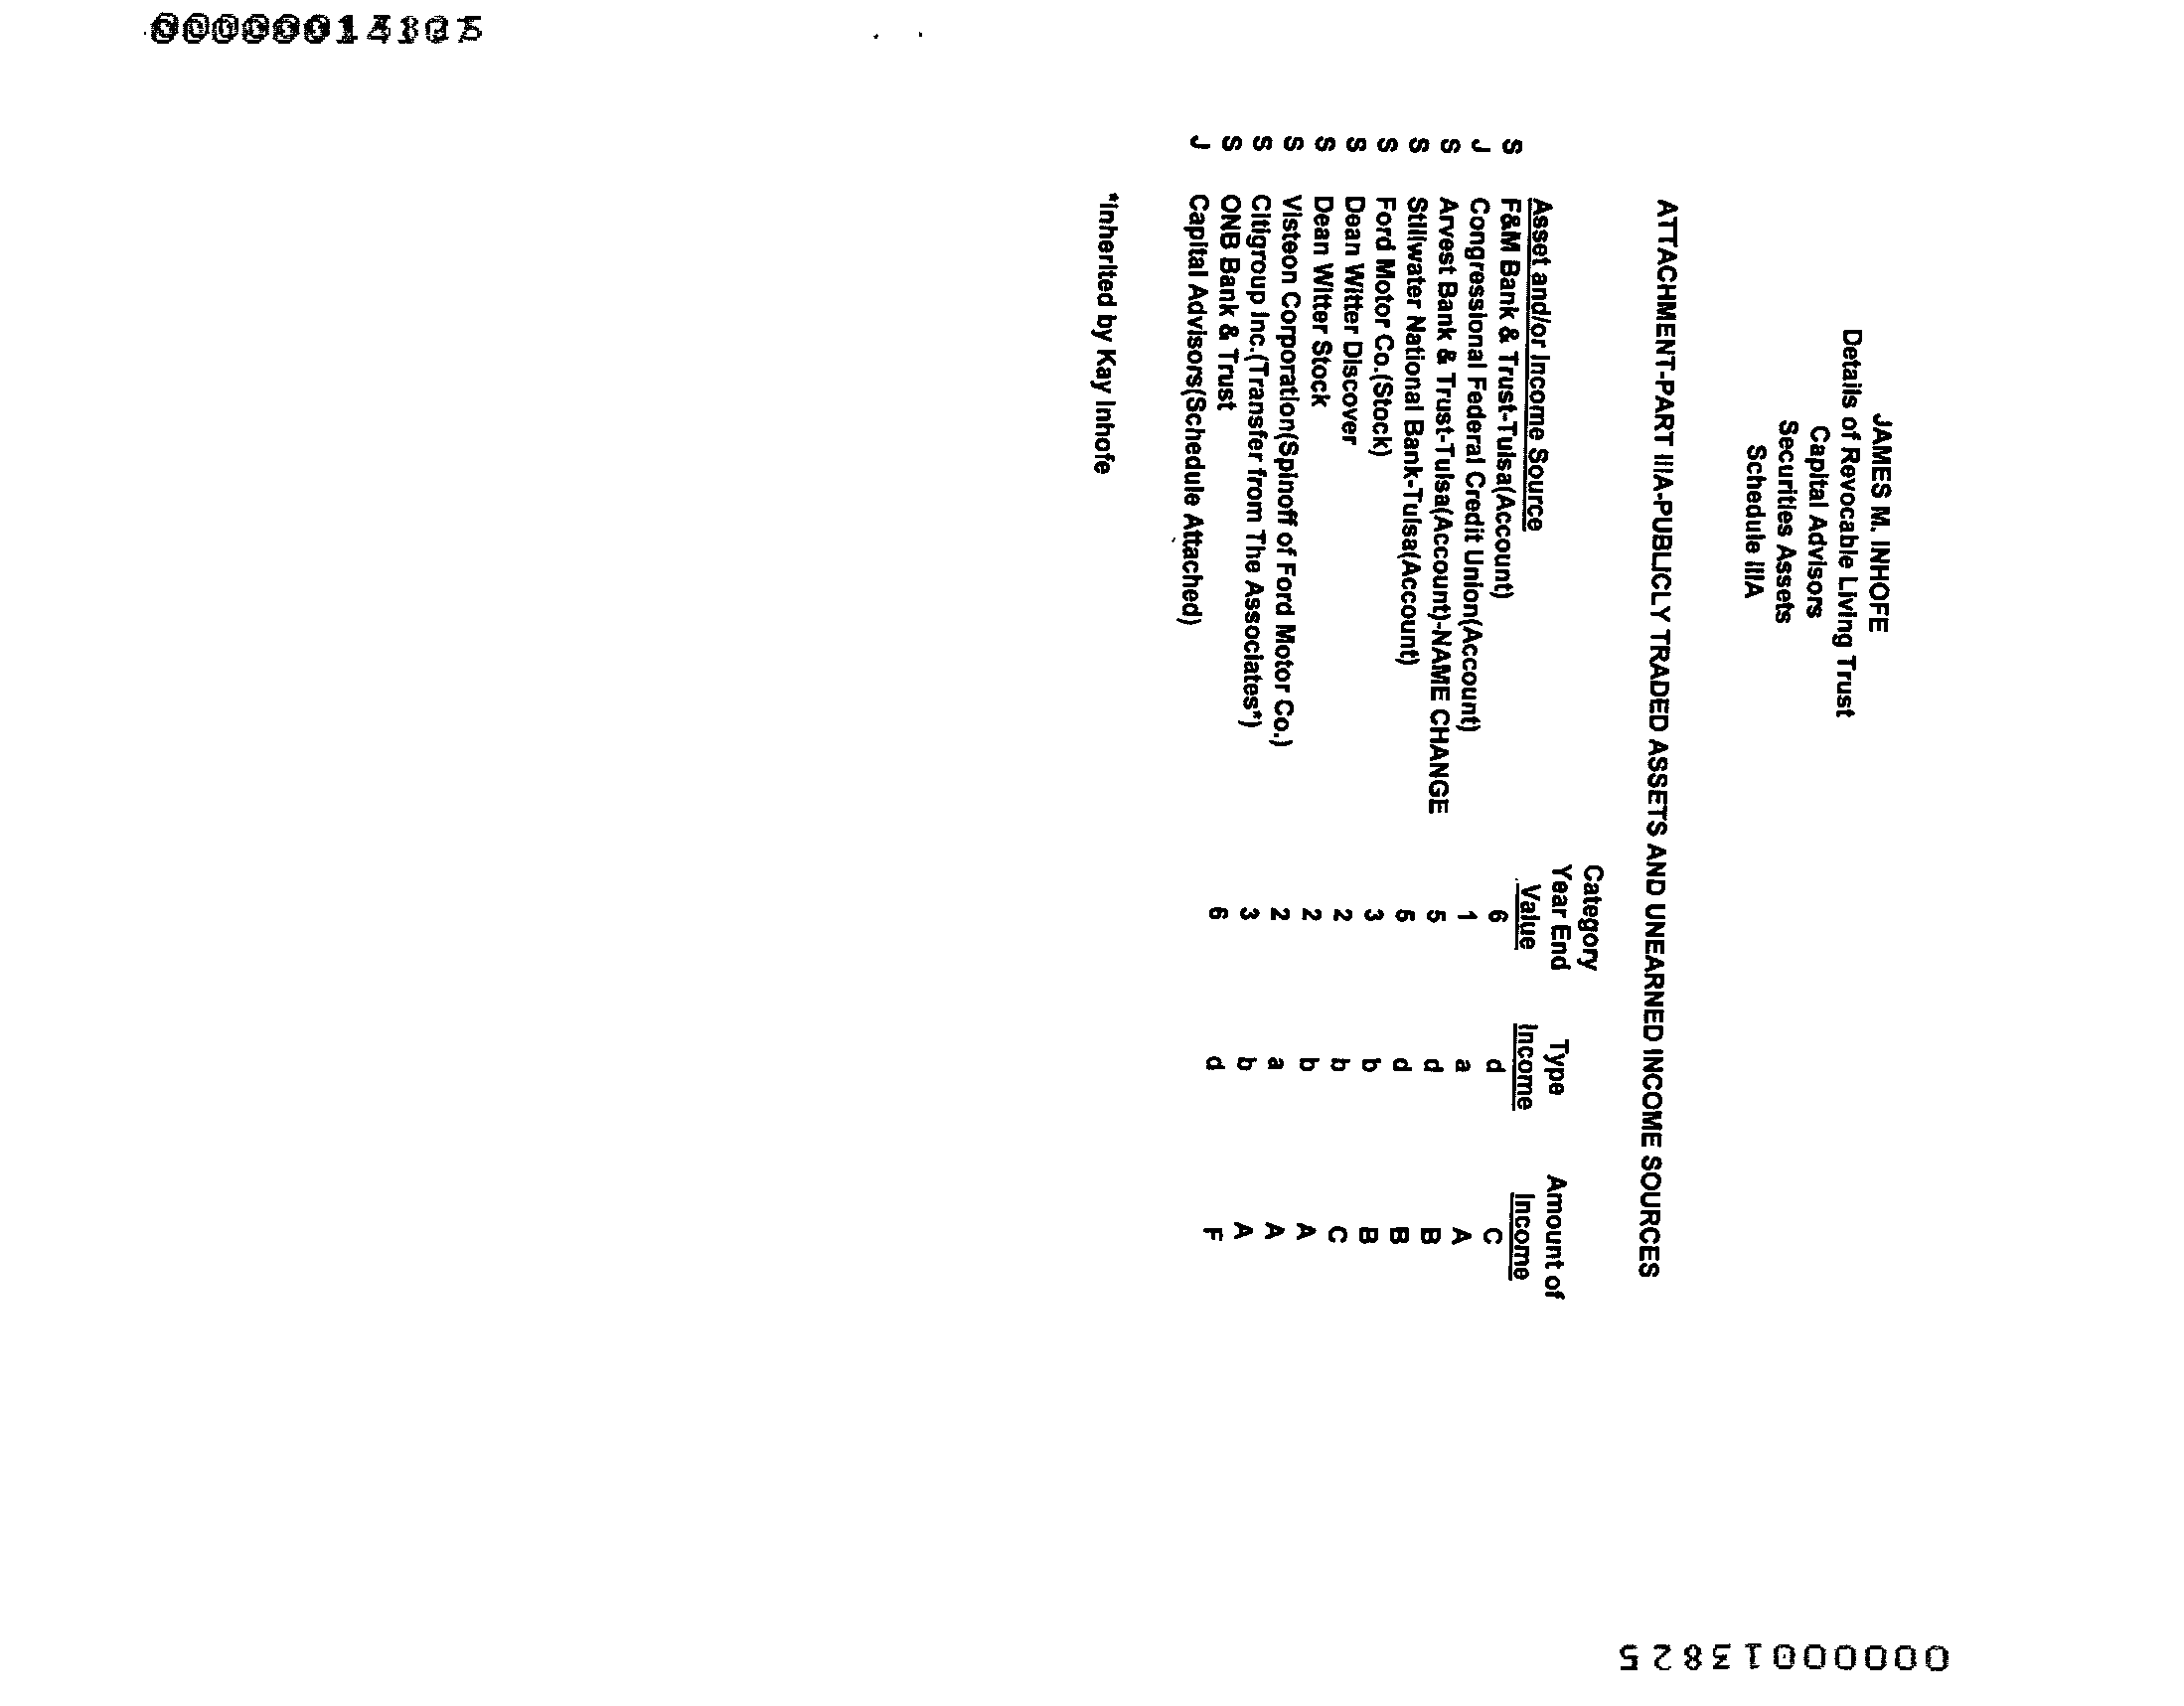 JAMES M. INHOFE
Details of Revocable Living Trust
Capital Advisors
Securities Assets
Schedule IIIA
ATTACHMENT-PART IIIA-PUBLICLY TRADED ASSETS AND UNEARNED INCOME SOURCES
Category
Year End Type Amount of
Asset and/or Income Source Value Income Income
S F&M Bank & Trust-Tulsa(Account) 6 d C
J Congressional Federal Credit Union(Account) 1 a A
S Arvest Bank & Trust-Tulsa(Account)-NAME CHANGE 5 d B
S Stillwater National Bank-Tulsa(Account) 5 d B
S Ford Motor Co.(Stock) 3 b B
S Dean Witter Discover 2 b C
S Dean Witter Stock 2 b A
S Visteon Corporation(Spinoff of Ford Motor Co.) 2 a A
S Citigroup Inc.(Transfer from The Associates*) 3 b A
S ONB Bank & Trust 6 d F
J Capital Advisors(Schedule Attached)
*Inherited by Kay Inhofe
00000013825